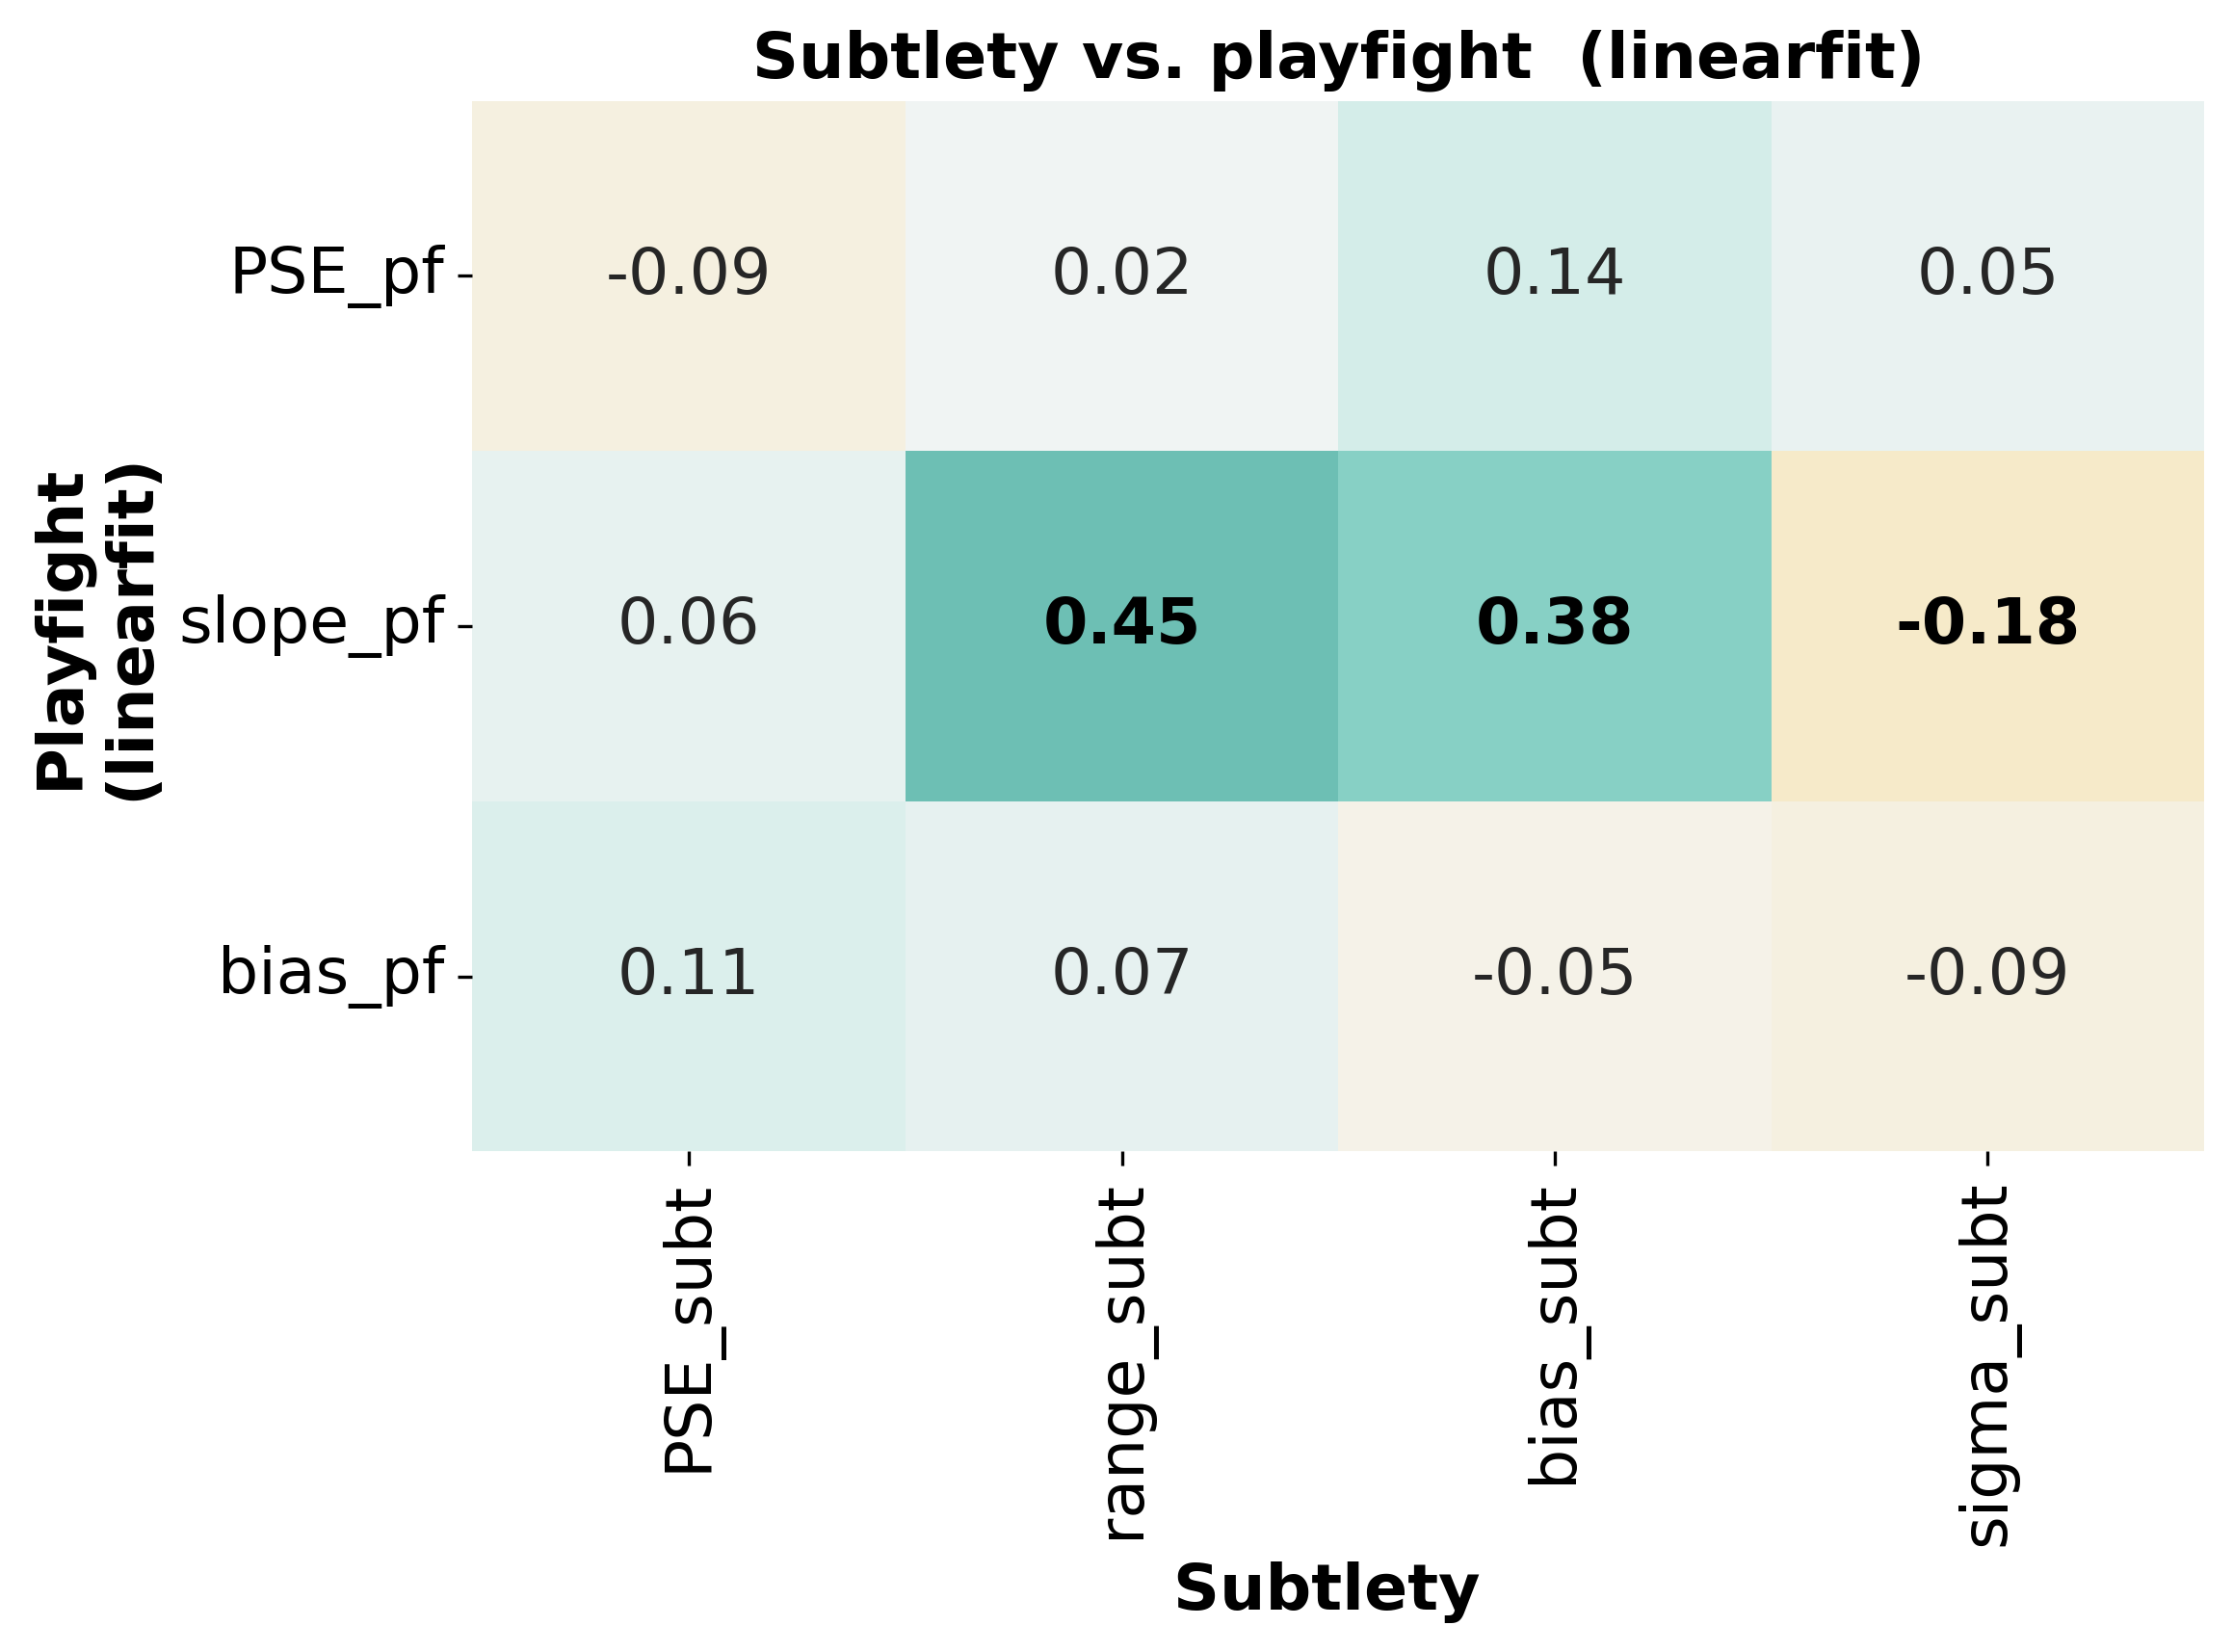 Subtlety vs. playfight  (linearfit)
Playfight
(linearfit)
PSE_pf
-0.09
0.02
0.14
0.05
slope_pf
0.06
0.45
0.38
-0.18
bias_pf
0.11
0.07
-0.05
-0.09
PSE_subt
range_subt
bias_subt
sigma_subt
Subtlety